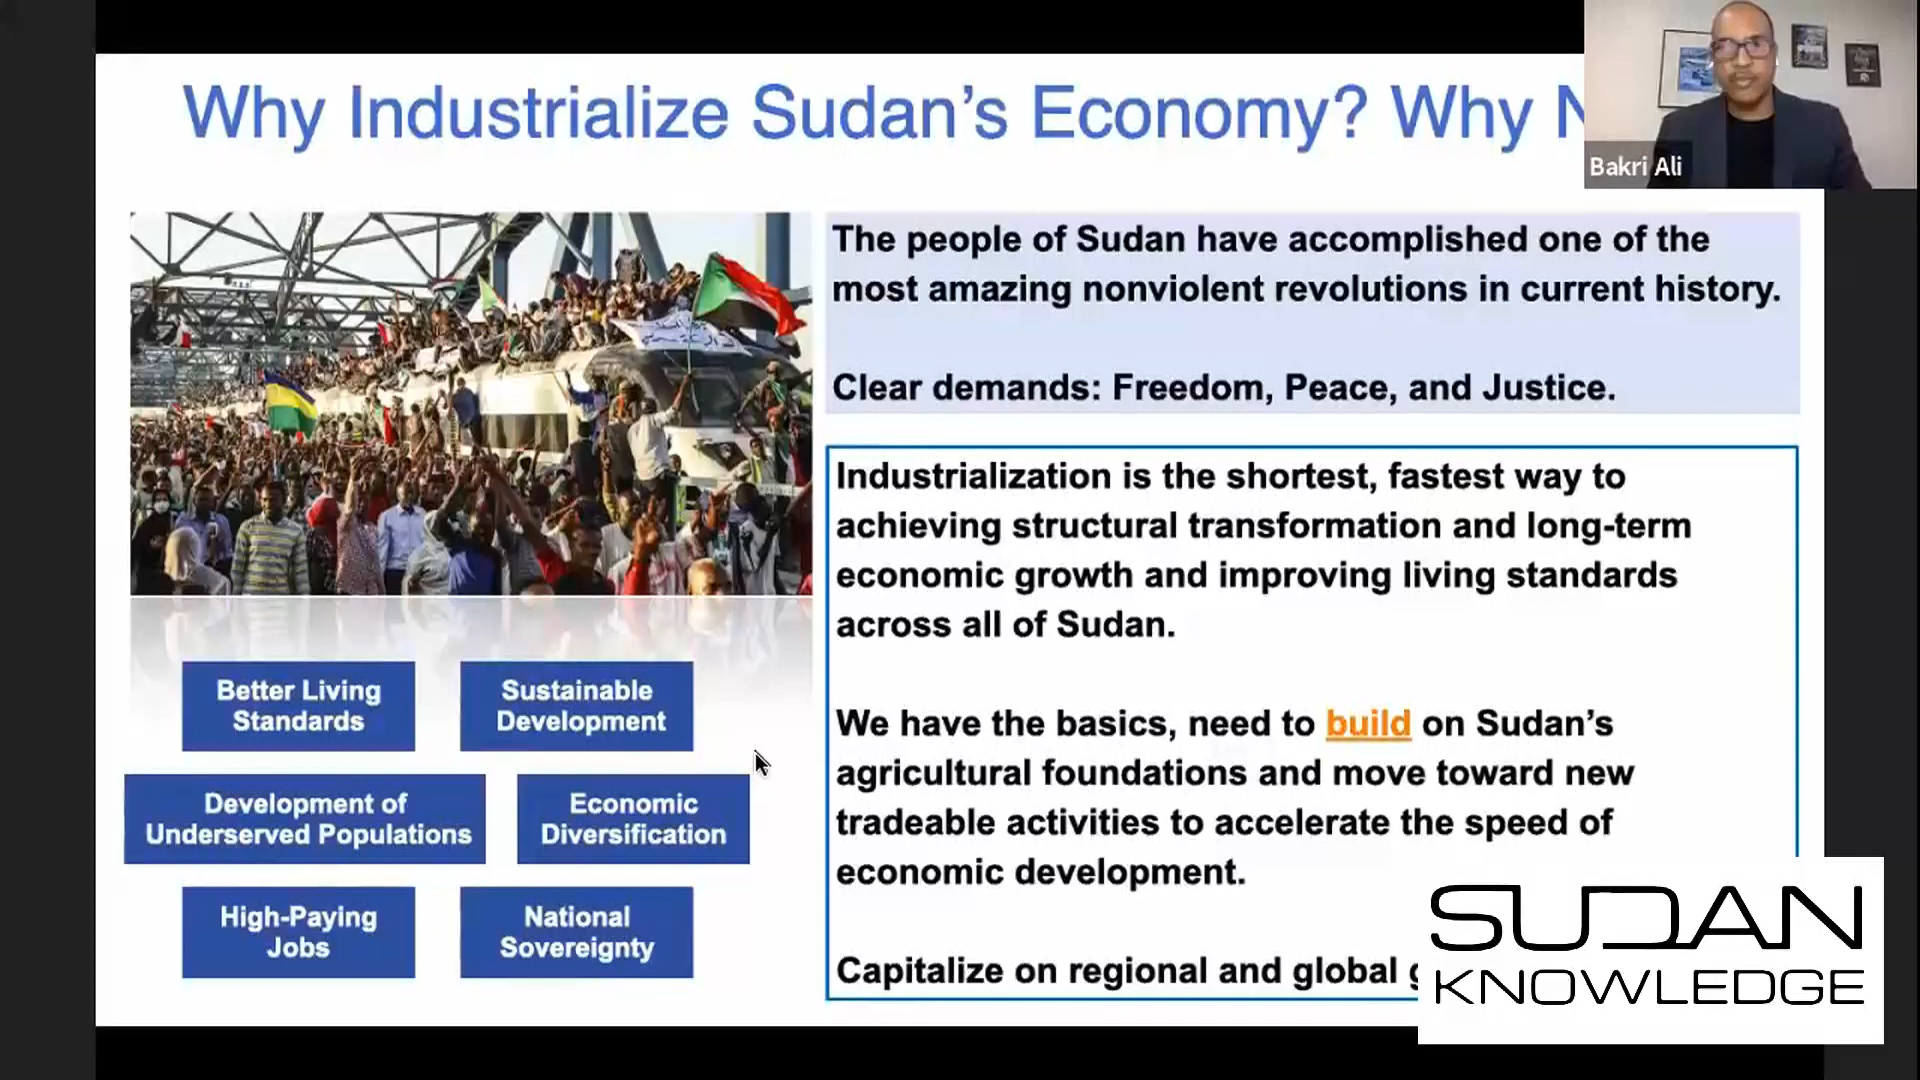 Why Industrialize Sudan's Economy? Why
Bakri Ali
The people of Sudan have accomplished one of the
most amazing nonviolent revolutions in current history.
Clear demands: Freedom, Peace, and Justice.
Industrialization is the shortest, fastest way to
achieving structural transformation and long-term
economic growth and improving living standards
across all of Sudan.
We have the basics, need to build on Sudan's
agricultural foundations and move toward new
tradeable activities to accelerate the speed of
economic development.
Capitalize on regional and global
Better Living
Standards
Sustainable
Development
Development of
Underserved Populations
Economic
Diversification
High-Paying
Jobs
National
Sovereignty
SUDAN
KNOWLEDGE